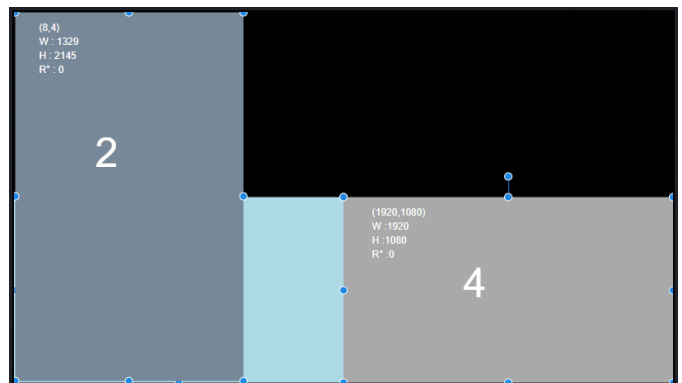 (8,4)
W : 1329
H : 2145
R° : 0
2
(1920,1080)
W :1920
H :1080
R° :0
4